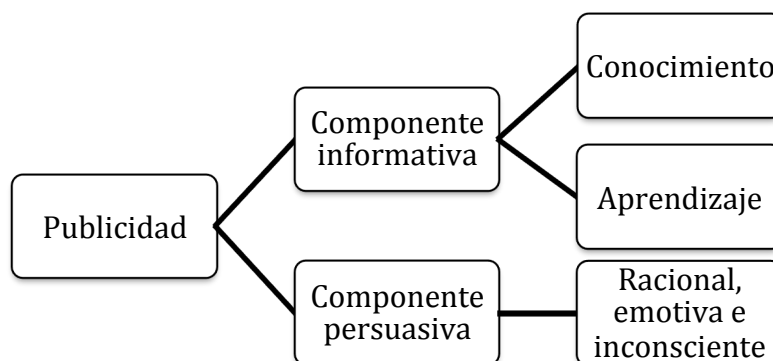 Publicidad
Componente
informativa
Conocimiento
Aprendizaje
Componente
persuasiva
Racional,
emotiva e
inconsciente